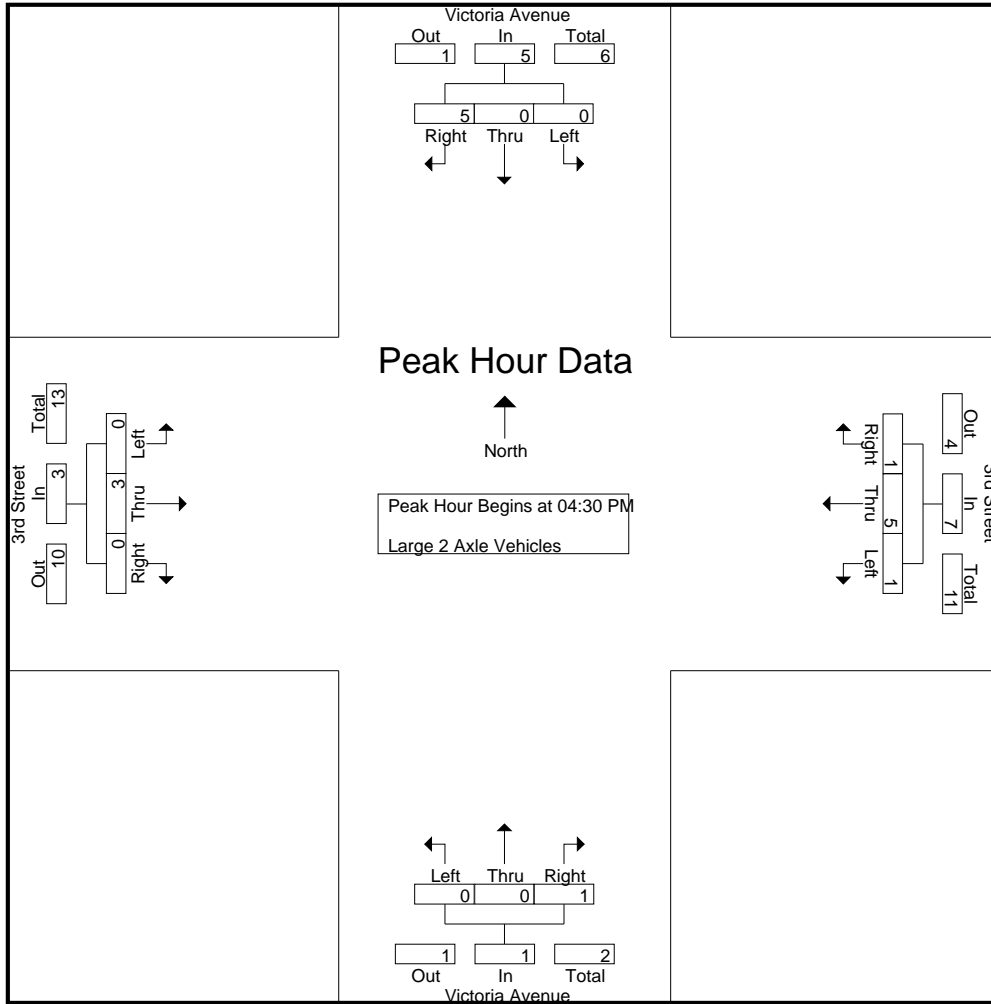 Victoria Avenue
Out In Total
1 5 6
5 0 0
Right Thru Left
Peak Hour Data
North
Peak Hour Begins at 04:30 PM
Large 2 Axle Vehicles
3rd Street
Out In Total
10 3 13
Right Thru Left
0 3 0
3rd Street
Out In Total
4 7 11
Right Thru Left
1 5 1
Left Thru Right
0 0 1
1 1 2
Out In Total
Victoria Avenue